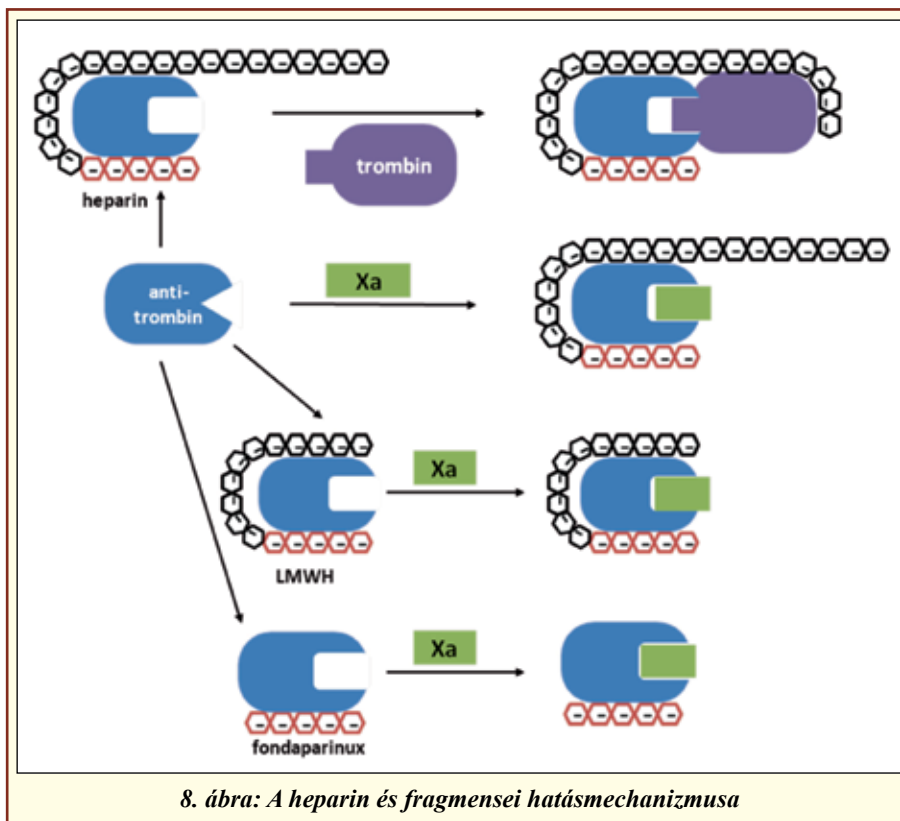 trombin
heparin
anti-
trombin
Xa
Xa
LMWH
Xa
fondaparinux
8. ábra: A heparin és fragmensei hatásmechanizmusa